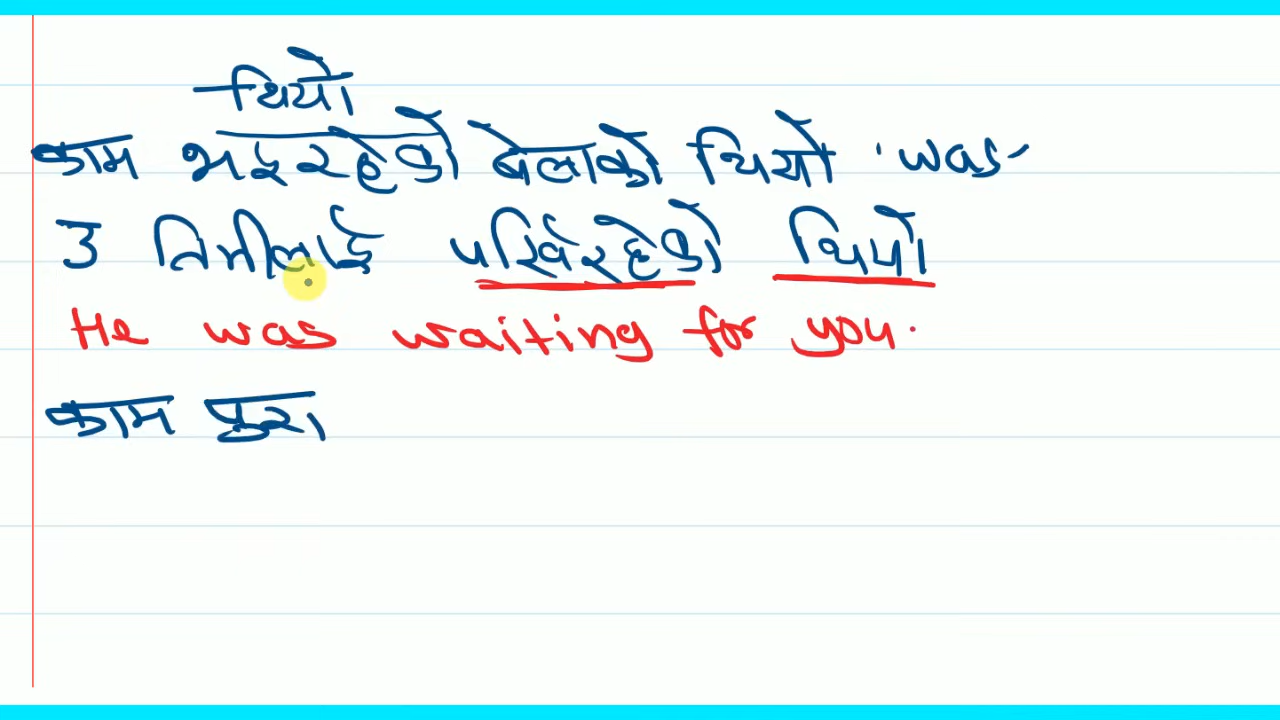 थियो
काम भइरहेको बेलाको थियो 'was'
उ तिमीलाई पर्खिरहेको थियो
He was waiting for you.
काम पुरा